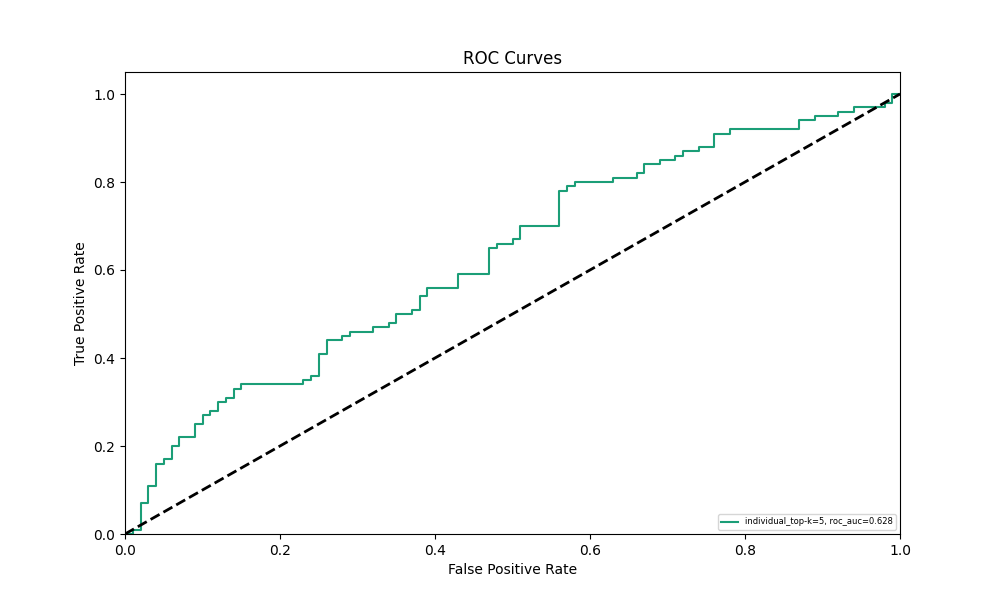 ROC Curves
True Positive Rate
1.0
0.8
0.6
0.4
0.2
0.0
0.0 0.2 0.4 0.6 0.8 1.0
False Positive Rate
individual_top-k=5, roc_auc=0.628